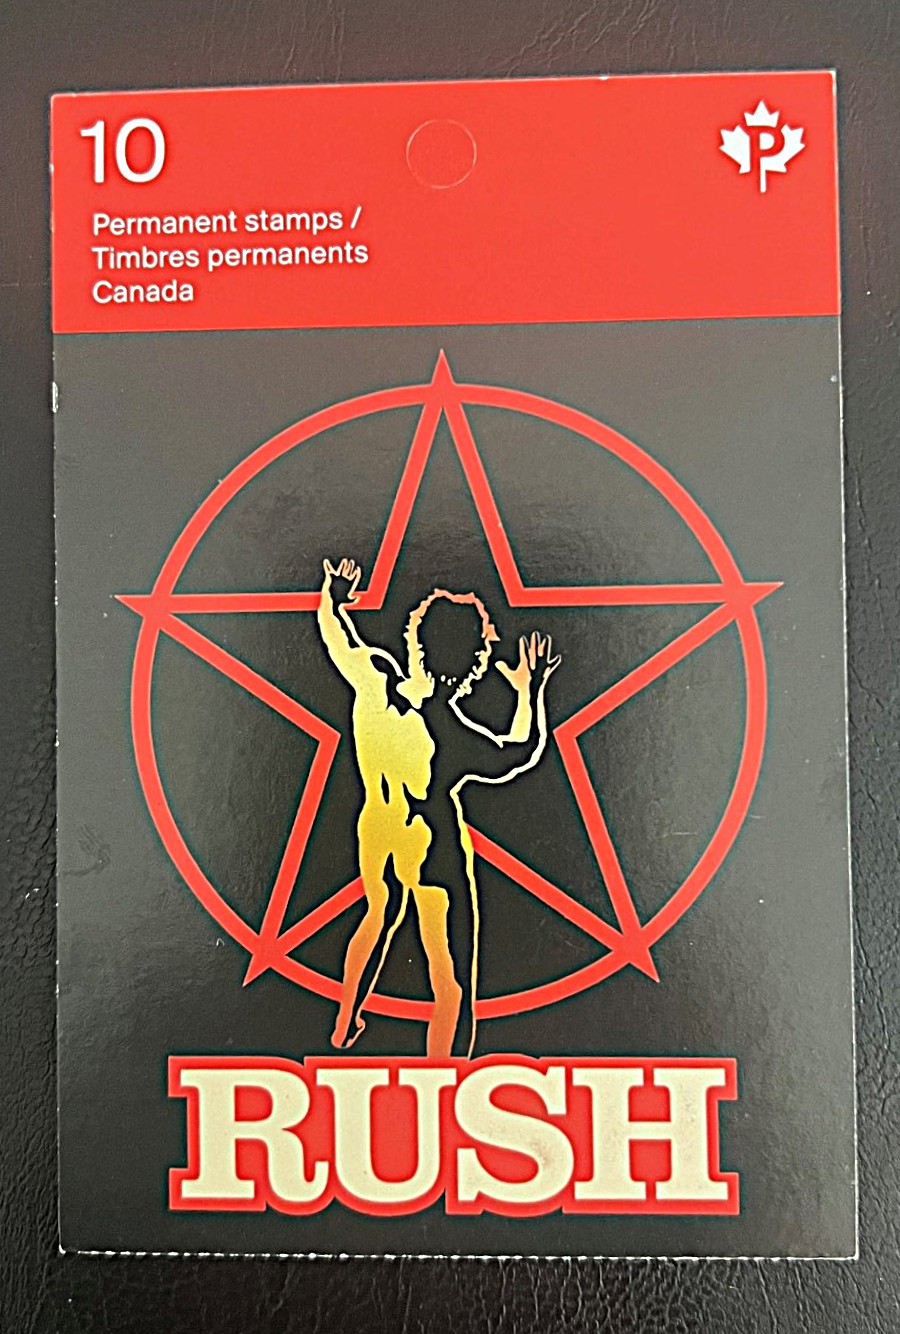 10
P
Permanent stamps /
Timbres permanents
Canada
RUSH